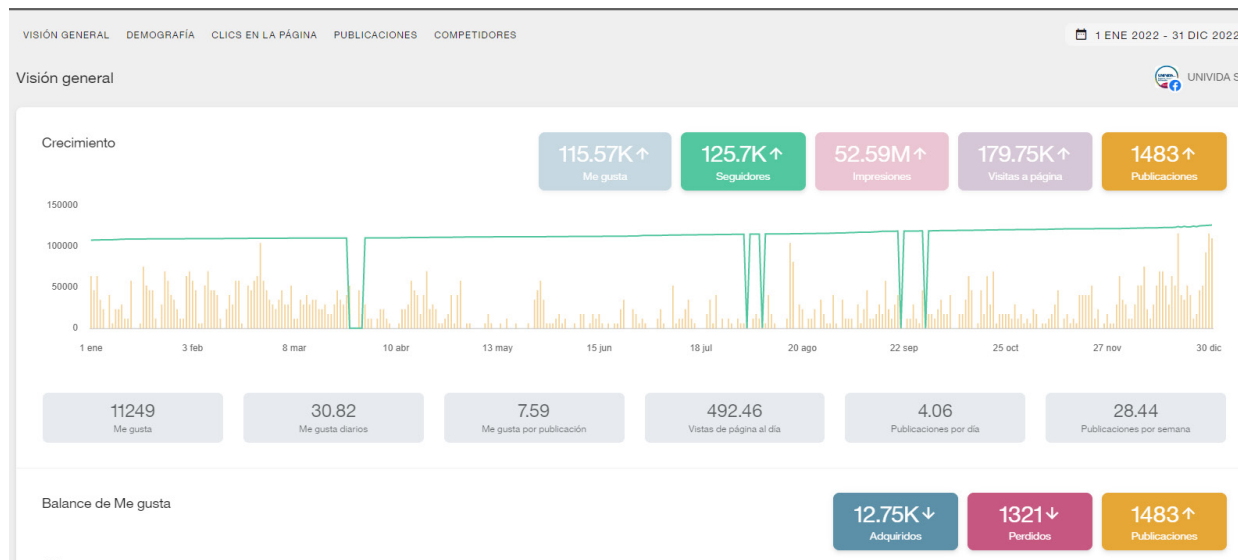 VISIÓN GENERAL DEMOGRAFÍA CLICS EN LA PÁGINA PUBLICACIONES COMPETIDORES 1 ENE 2022 - 31 DIC 2022
Visión general UNIVIDA S
Crecimiento
115.57K↑ 125.7K↑ 52.59M↑ 179.75K↑ 1483↑
Me gusta Seguidores Impresiones Visitas a página Publicaciones
150000
100000
50000
0
1 ene 3 feb 8 mar 10 abr 13 may 15 jun 18 jul 20 ago 22 sep 25 oct 27 nov 30 dic
11249 30.82 7.59 492.46 4.06 28.44
Me gusta Me gusta diarios Me gusta por publicación Vistas de página al día Publicaciones por día Publicaciones por semana
Balance de Me gusta
12.75K↓ 1321↓ 1483↑
Adquiridos Perdidos Publicaciones